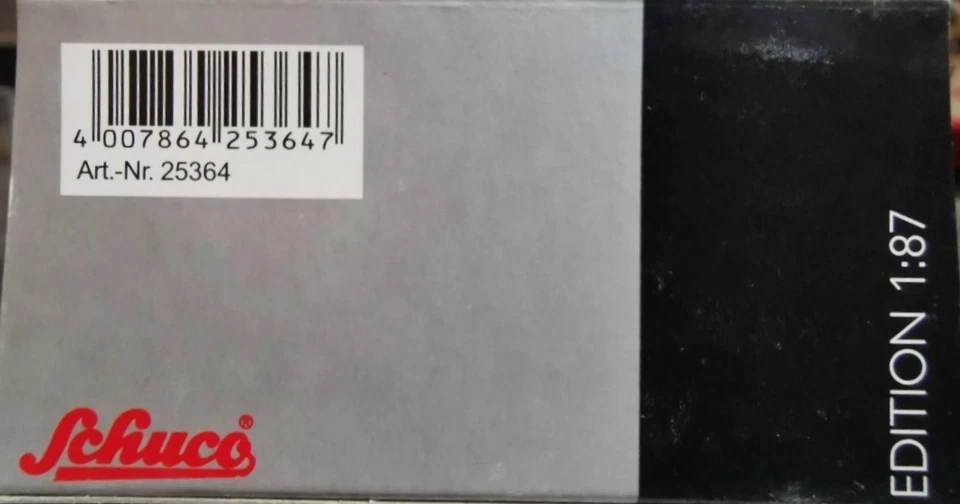 4 007864 253647
Art.-Nr. 25364
Schuco®
EDITION 1:87